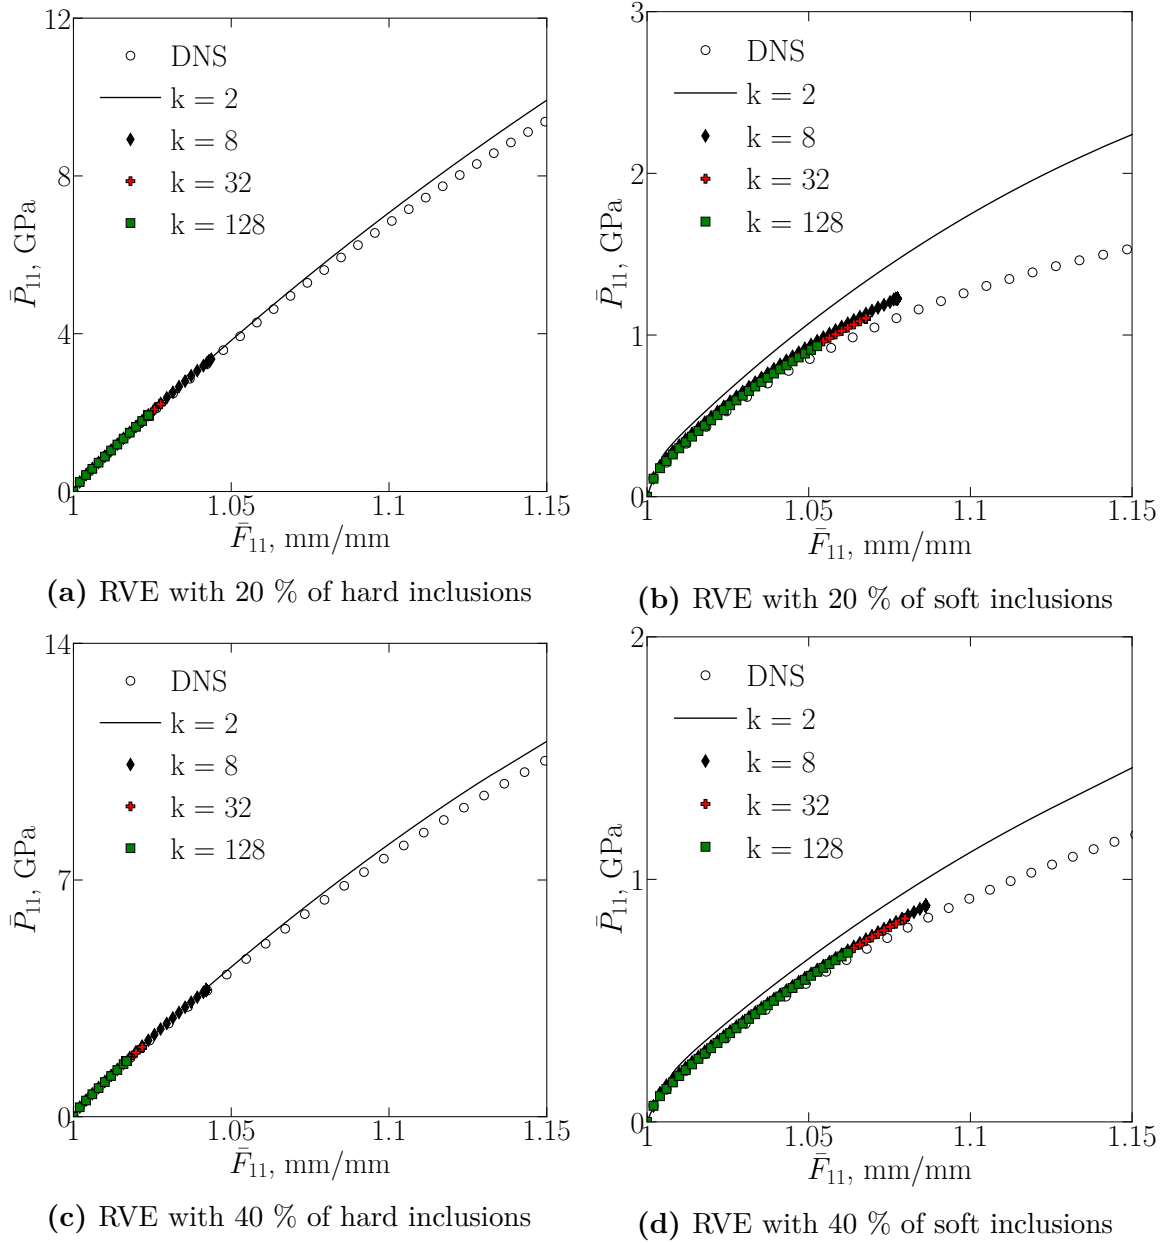 12
8
4
0
P̄₁₁, GPa
DNS
k = 2
k = 8
k = 32
k = 128
1
1.05
1.1
1.15
F̄₁₁, mm/mm
(a) RVE with 20 % of hard inclusions
3
2
1
0
P̄₁₁, GPa
DNS
k = 2
k = 8
k = 32
k = 128
1
1.05
1.1
1.15
F̄₁₁, mm/mm
(b) RVE with 20 % of soft inclusions
14
7
0
P̄₁₁, GPa
DNS
k = 2
k = 8
k = 32
k = 128
1
1.05
1.1
1.15
F̄₁₁, mm/mm
(c) RVE with 40 % of hard inclusions
2
1
0
P̄₁₁, GPa
DNS
k = 2
k = 8
k = 32
k = 128
1
1.05
1.1
1.15
F̄₁₁, mm/mm
(d) RVE with 40 % of soft inclusions